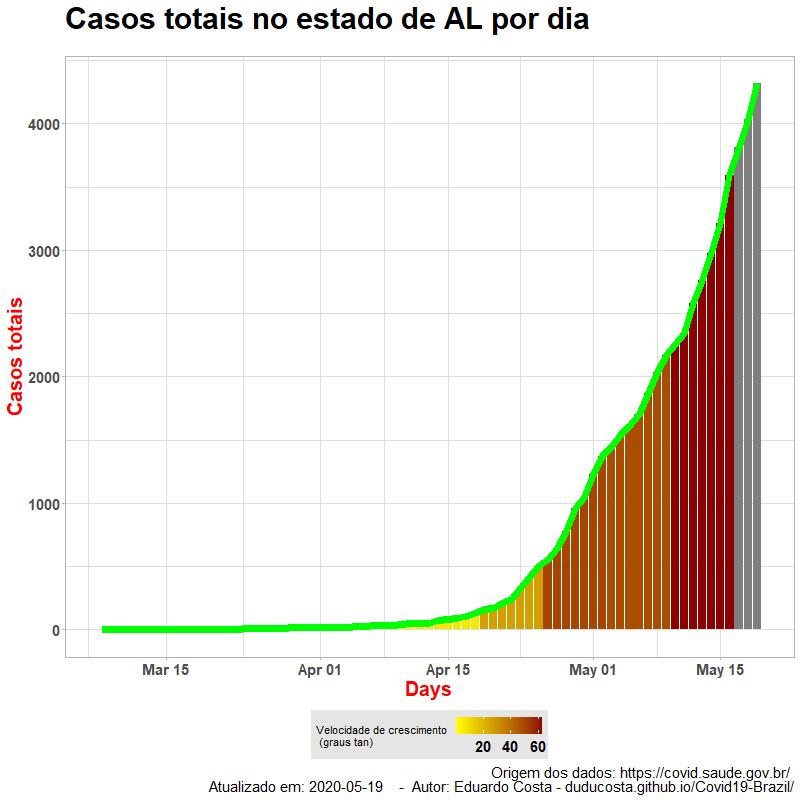 Casos totais no estado de AL por dia
Casos totais
4000
3000
2000
1000
0
Mar 15 Apr 01 Apr 15 May 01 May 15
Days
Velocidade de crescimento
(graus tan)
20 40 60
Origem dos dados: https://covid.saude.gov.br/
Atualizado em: 2020-05-19 - Autor: Eduardo Costa - duducosta.github.io/Covid19-Brazil/